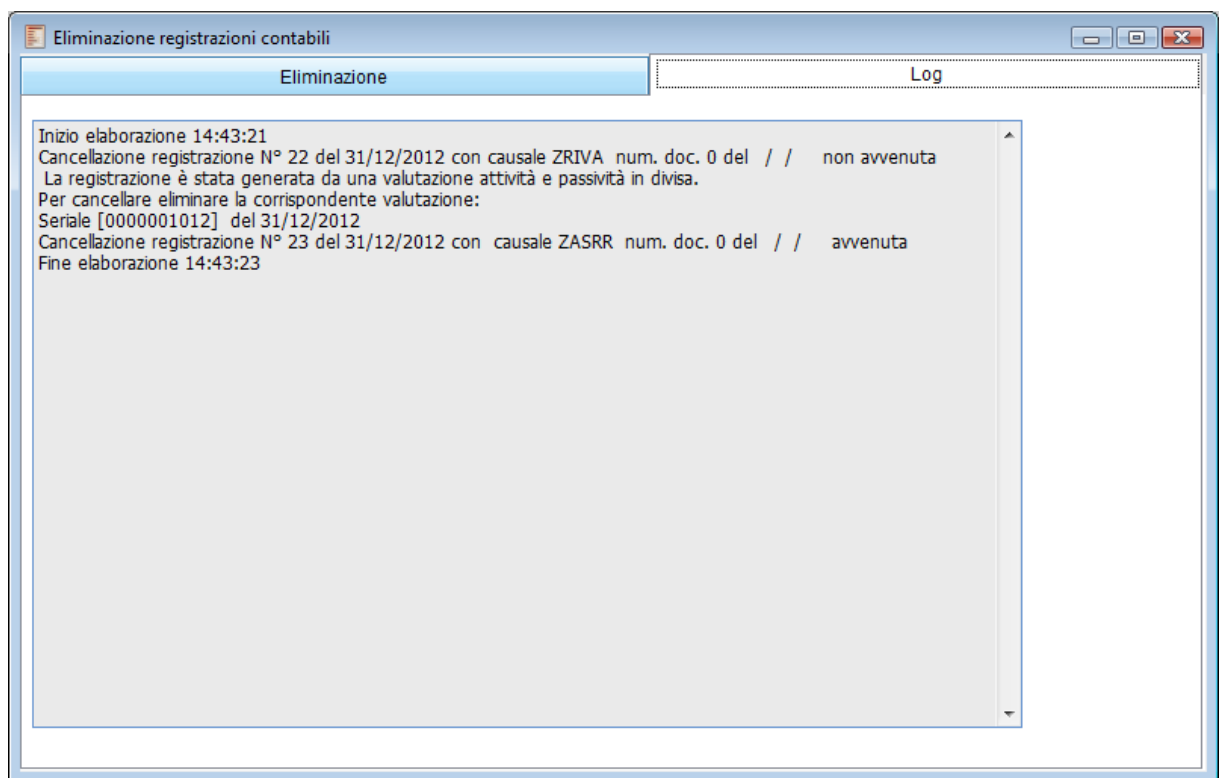 Eliminazione registrazioni contabili
Eliminazione Log
Inizio elaborazione 14:43:21
Cancellazione registrazione N° 22 del 31/12/2012 con causale ZRIVA num. doc. 0 del / / non avvenuta
La registrazione è stata generata da una valutazione attività e passività in divisa.
Per cancellare eliminare la corrispondente valutazione:
Seriale [0000001012] del 31/12/2012
Cancellazione registrazione N° 23 del 31/12/2012 con causale ZASRR num. doc. 0 del / / avvenuta
Fine elaborazione 14:43:23